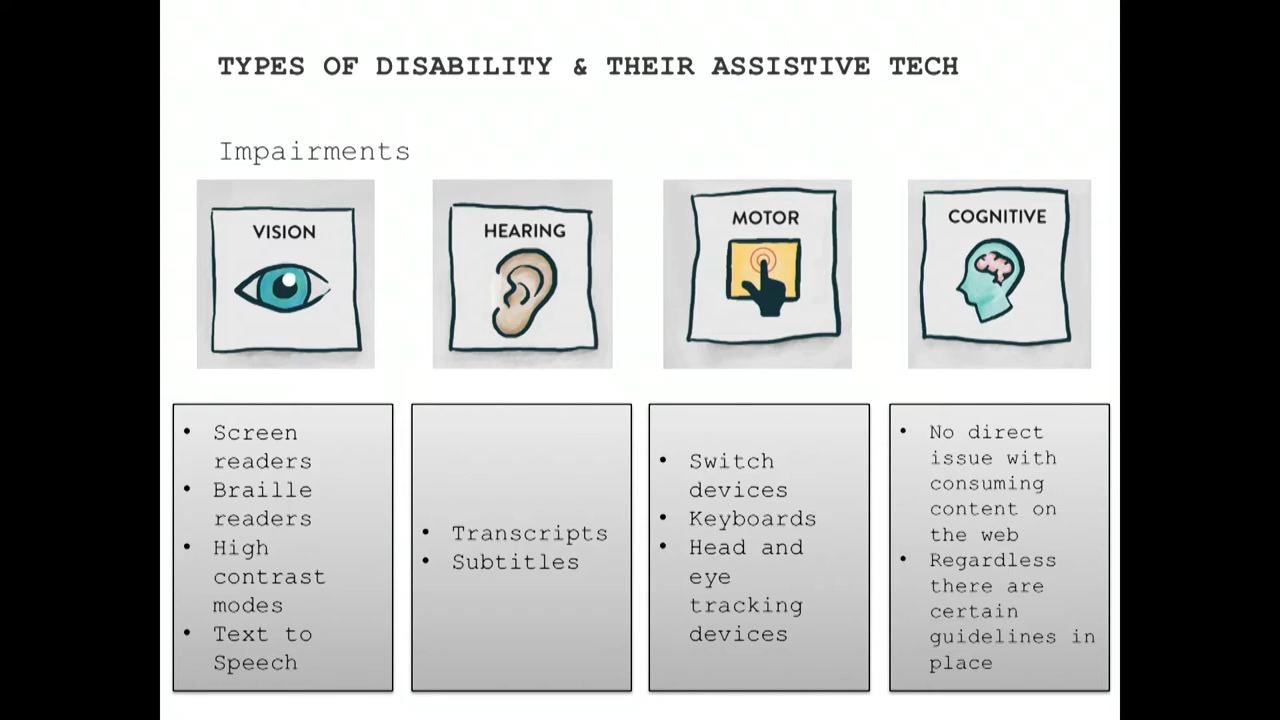 TYPES OF DISABILITY & THEIR ASSISTIVE TECH
Impairments
VISION
HEARING
MOTOR
COGNITIVE
• Screen
readers
• Braille
readers
• High
contrast
modes
• Text to
Speech
• Transcripts
• Subtitles
• Switch
devices
• Keyboards
• Head and
eye
tracking
devices
• No direct
issue with
consuming
content on
the web
• Regardless
there are
certain
guidelines in
place